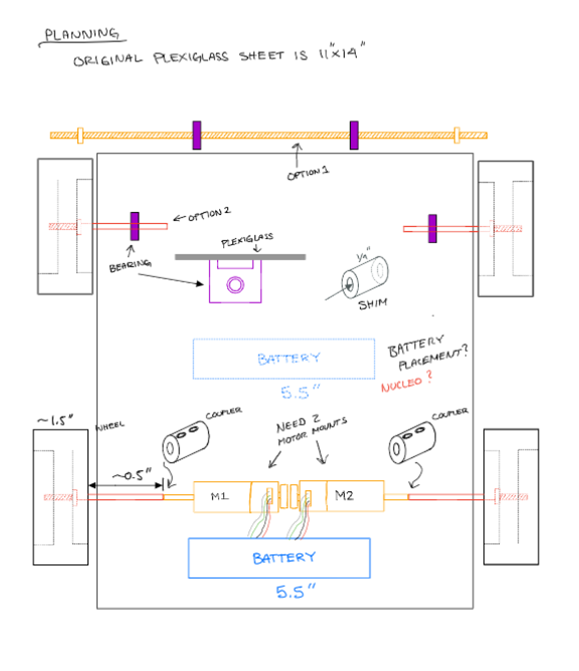 PLANNING
ORIGINAL PLEXIGLASS SHEET IS 11"x14"
OPTION 1
OPTION 2
PLEXIGLASS
BEARING
1/4"
SHIM
BATTERY
PLACEMENT?
NUCLEO?
BATTERY
5.5"
~1.5"
WHEEL
COUPLER
NEED 2
MOTOR MOUNTS
COUPLER
~0.5"
M1
M2
BATTERY
5.5"